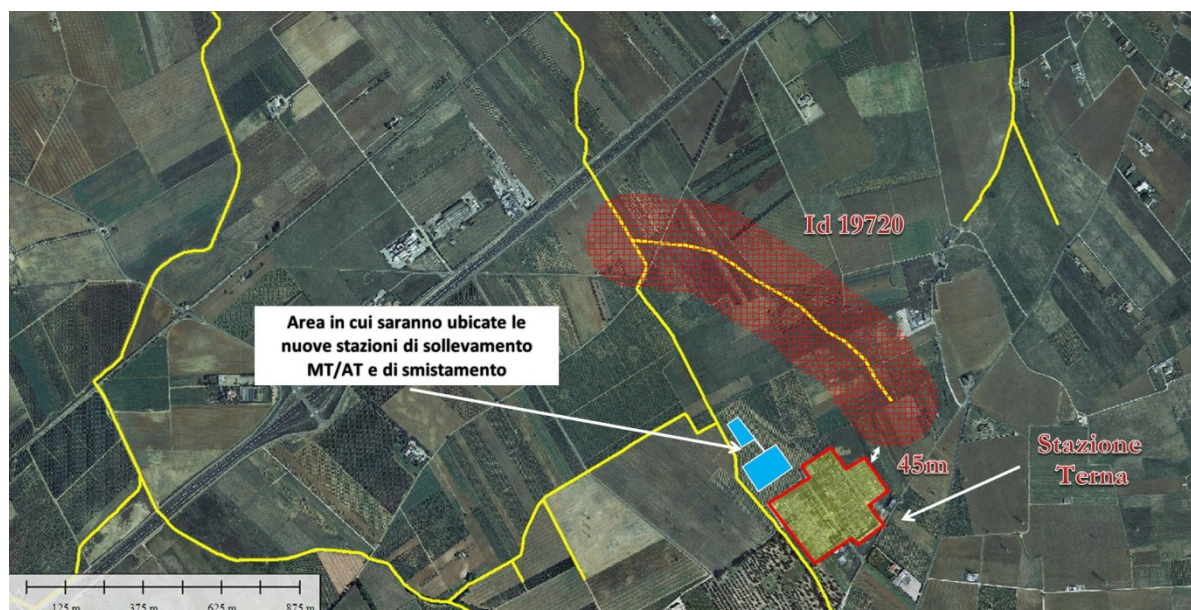 Id 19720
Area in cui saranno ubicate le
nuove stazioni di sollevamento
MT/AT e di smistamento
45m
Stazione
Terna
125 m 375 m 625 m 875 m